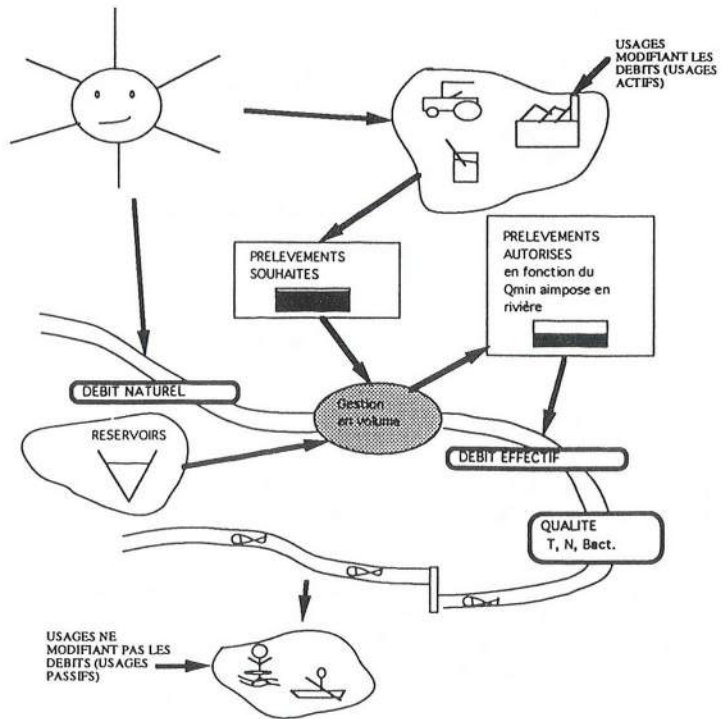 USAGES
MODIFIANT LES
DEBITS (USAGES
ACTIFS)
PRELEVEMENTS
SOUHAITES
PRELEVEMENTS
AUTORISES
en fonction du
Qmin aimpose en
rivière
DEBIT NATUREL
Gestion
en volume
RESERVOIRS
DEBIT EFFECTIF
QUALITE
T, N, Bact.
USAGES NE
MODIFIANT PAS LES
DEBITS (USAGES
PASSIFS)